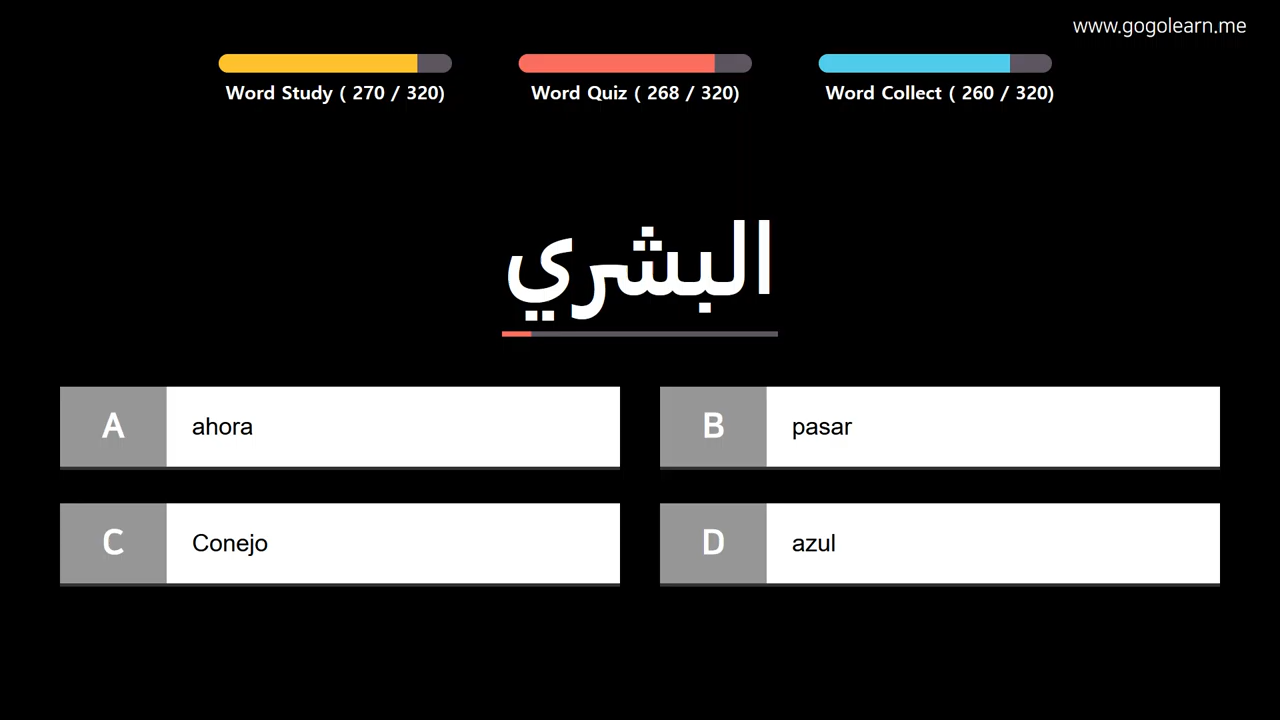 www.gogolearn.me
Word Study ( 270 / 320)
Word Quiz ( 268 / 320)
Word Collect ( 260 / 320)
البشري
A ahora
B pasar
C Conejo
D azul